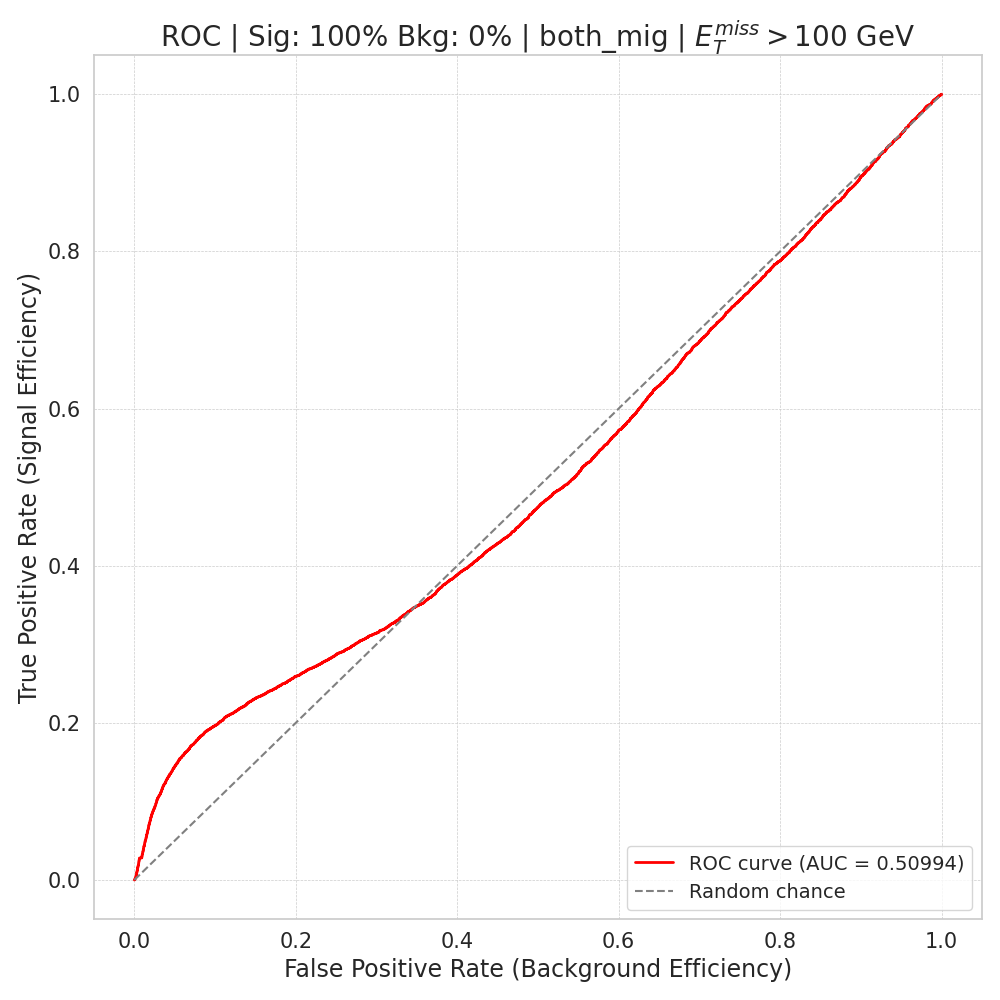 ROC | Sig: 100% Bkg: 0% | both_mig | $E_T^{miss} > 100$ GeV
1.0
0.8
0.6
0.4
0.2
0.0
True Positive Rate (Signal Efficiency)
ROC curve (AUC = 0.50994)
Random chance
0.0 0.2 0.4 0.6 0.8 1.0
False Positive Rate (Background Efficiency)